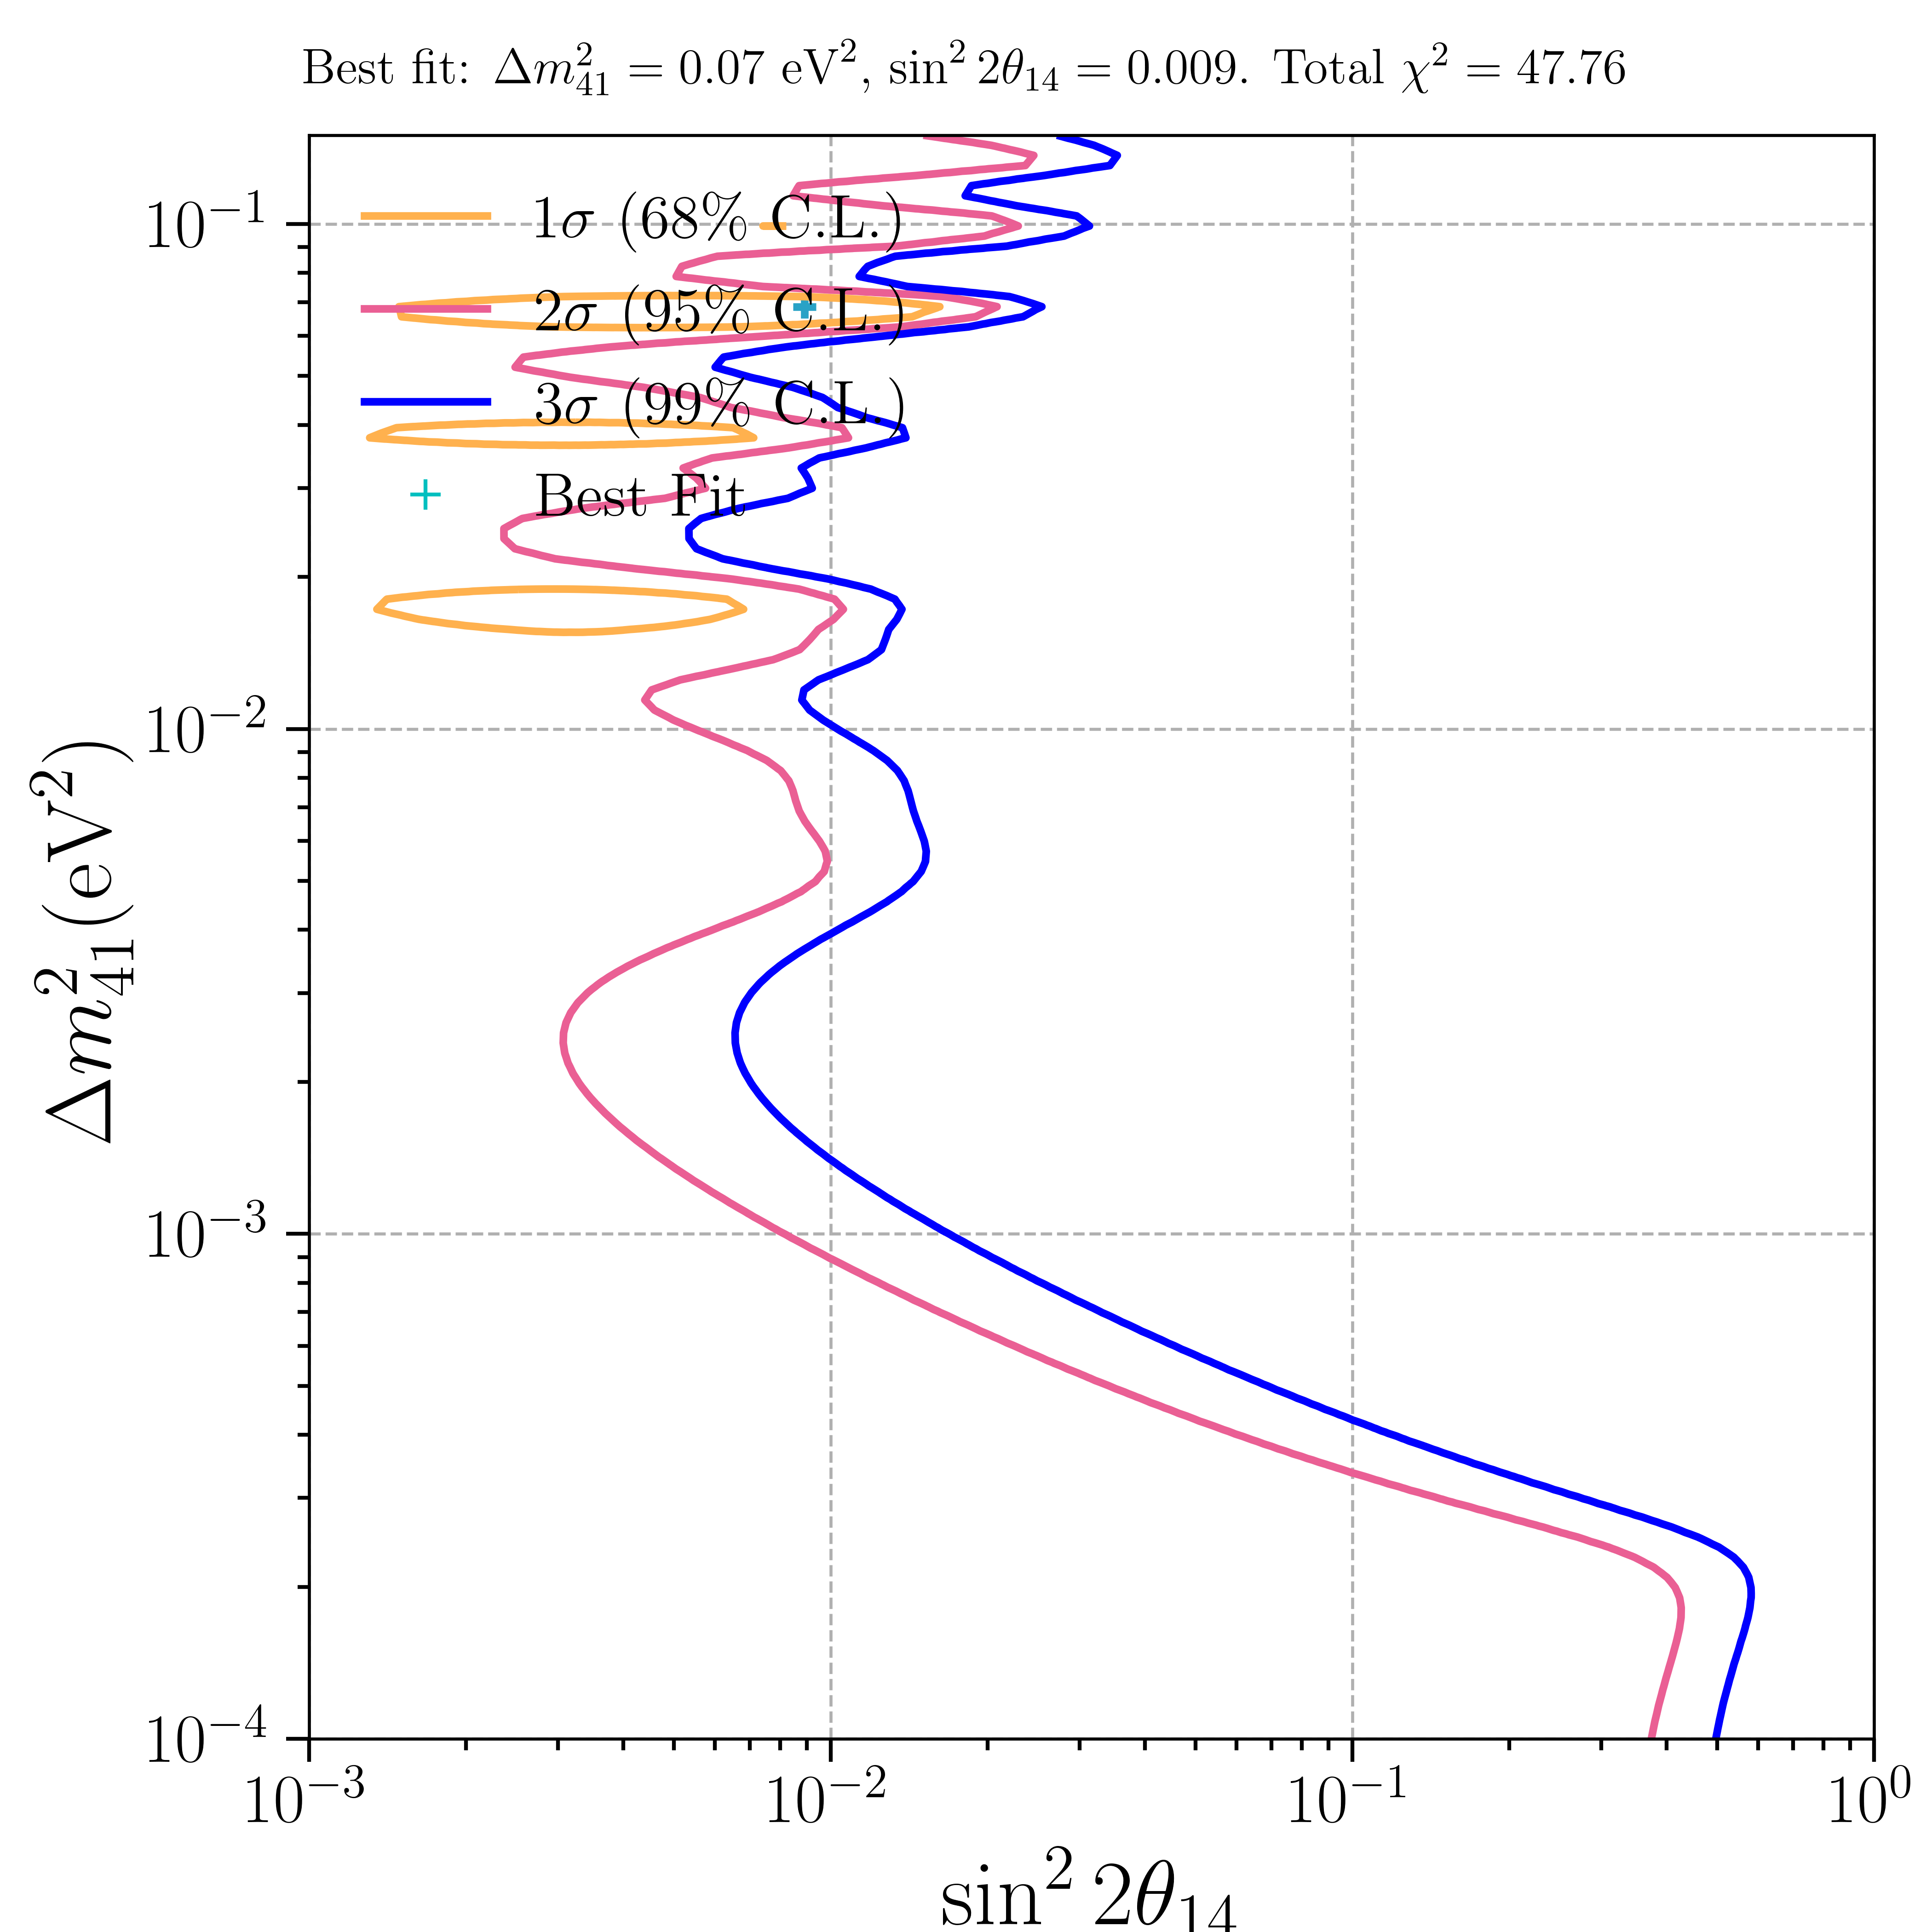 Best fit: Δm²₄₁ = 0.07 eV², sin² 2θ₁₄ = 0.009. Total χ² = 47.76
10⁻¹
10⁻²
10⁻³
10⁻⁴
Δm²₄₁(eV²)
1σ (68% C.L.)
2σ (95% C.L.)
3σ (99% C.L.)
Best Fit
10⁻³ 10⁻² 10⁻¹ 10⁰
sin² 2θ₁₄